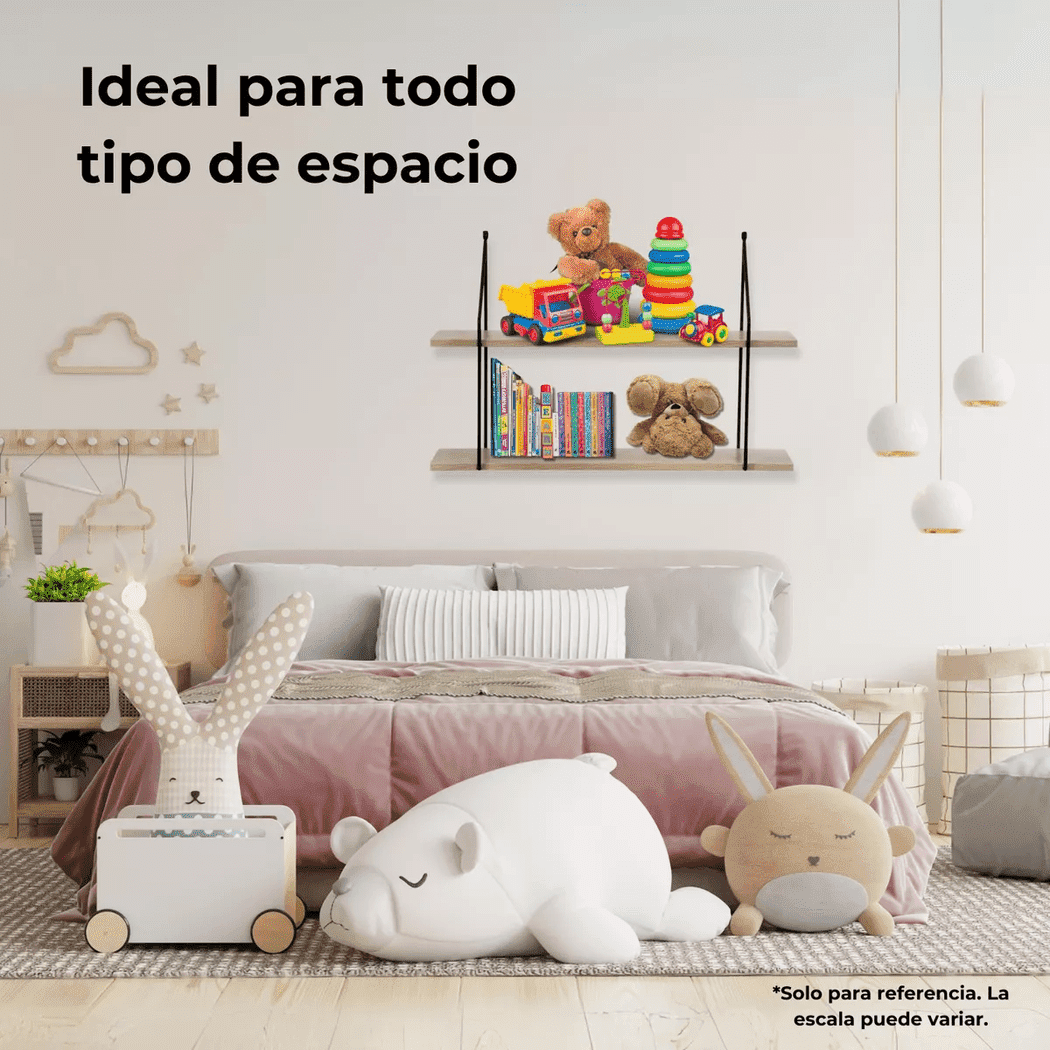 Ideal para todo
tipo de espacio
*Solo para referencia. La
escala puede variar.